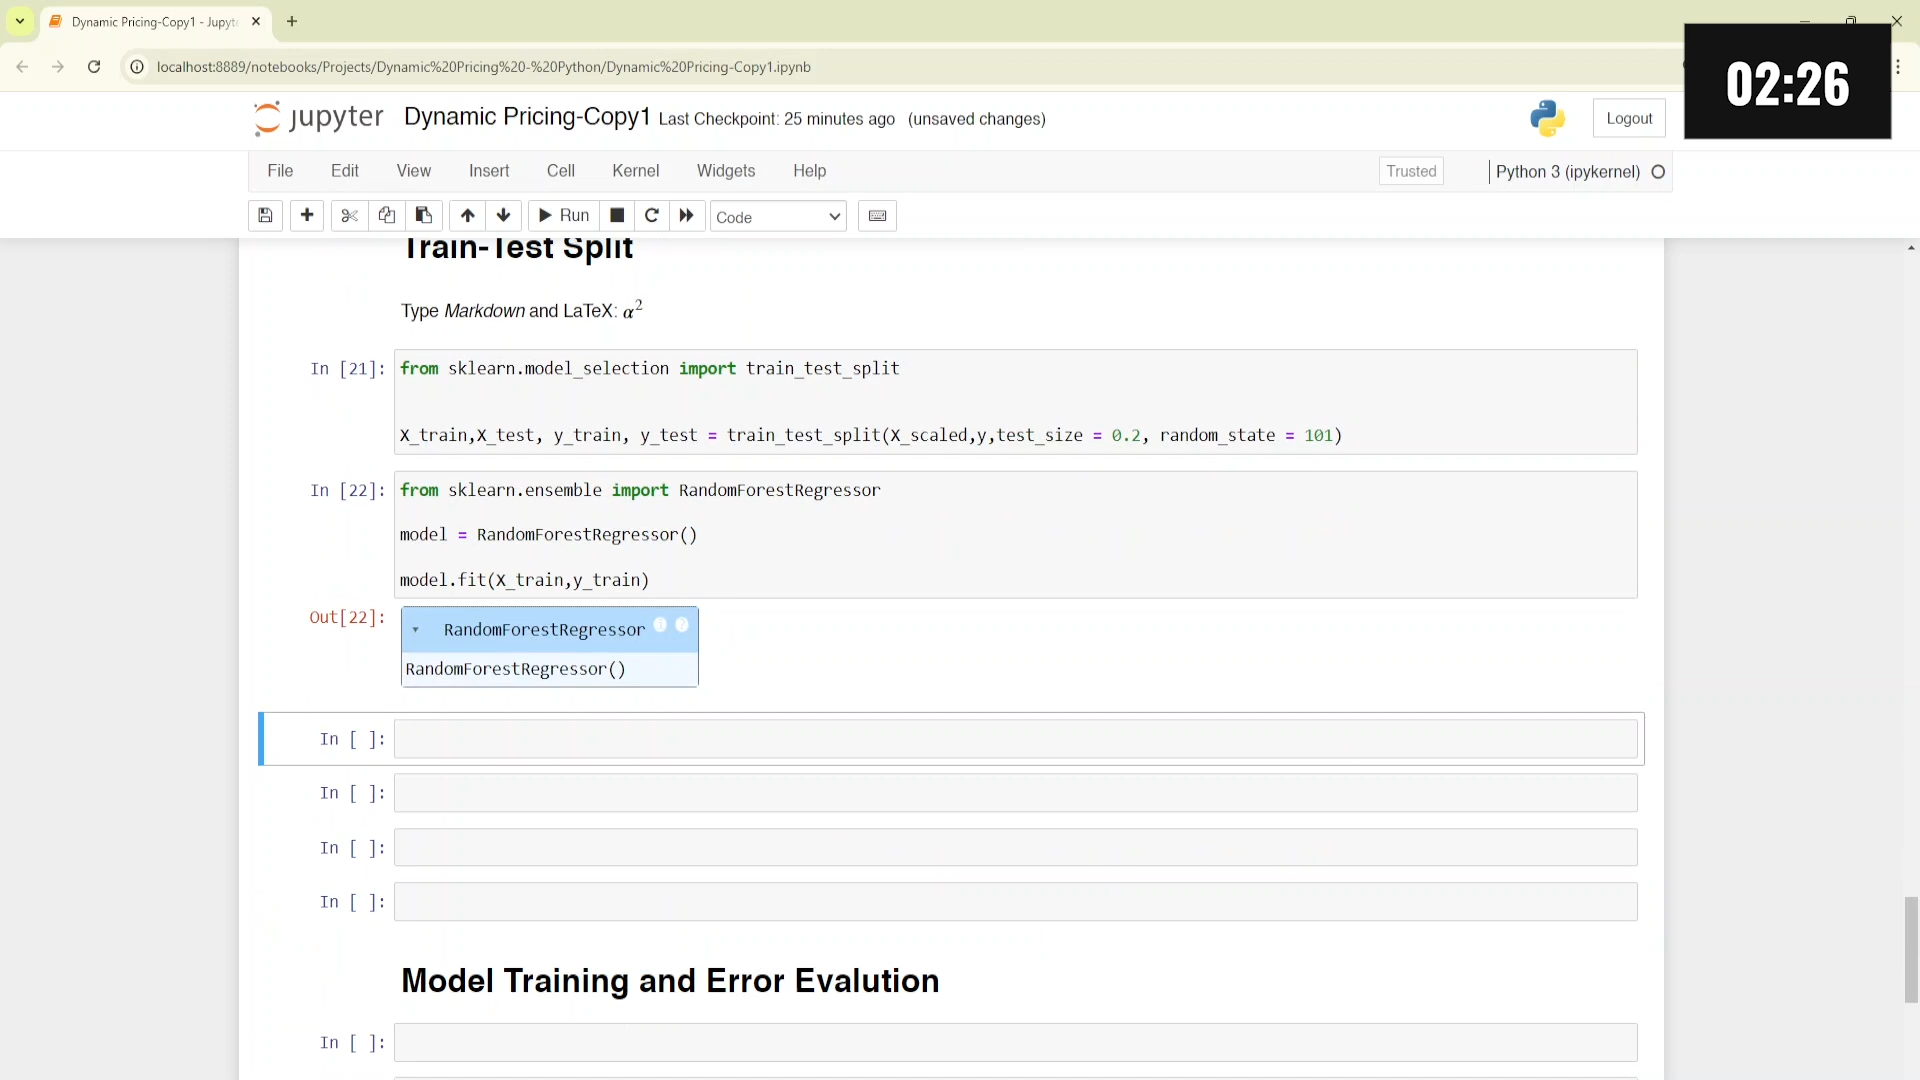 Dynamic Pricing-Copy1 - Jupyt
localhost:8889/notebooks/Projects/Dynamic%20Pricing%20-%20Python/Dynamic%20Pricing-Copy1.ipynb
02:26
jupyter Dynamic Pricing-Copy1 Last Checkpoint: 25 minutes ago (unsaved changes)
Logout
File Edit View Insert Cell Kernel Widgets Help
Trusted
Python 3 (ipykernel)
Run
Code
Train-Test Split
Type Markdown and LaTeX: α²
In [21]:
from sklearn.model_selection import train_test_split
X_train,X_test, y_train, y_test = train_test_split(X_scaled,y,test_size = 0.2, random_state = 101)
In [22]:
from sklearn.ensemble import RandomForestRegressor
model = RandomForestRegressor()
model.fit(X_train,y_train)
Out[22]:
RandomForestRegressor i ?
RandomForestRegressor()
In [ ]:
In [ ]:
In [ ]:
In [ ]:
Model Training and Error Evalution
In [ ]: